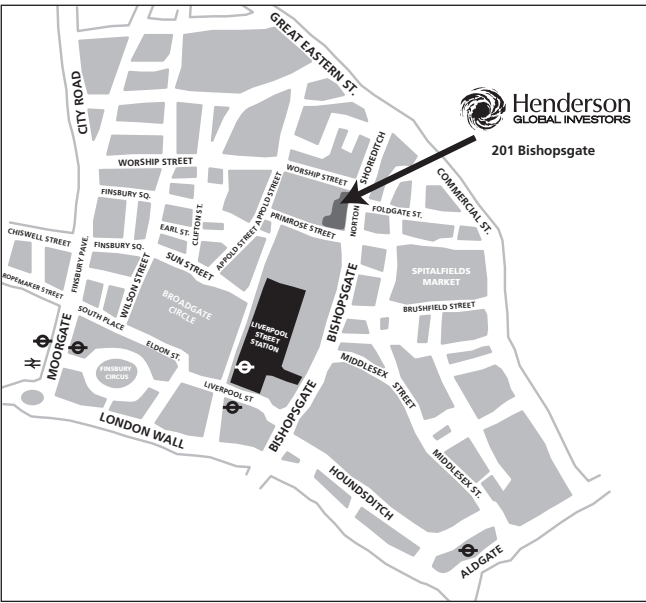 GREAT EASTERN ST.
CITY ROAD
Henderson
GLOBAL INVESTORS
201 Bishopsgate
SHOREDITCH
WORSHIP STREET
WORSHIP STREET
COMMERCIAL ST.
FINSBURY SQ.
CLIFTON ST.
APPOLD STREET
PRIMROSE STREET
NORTON
FOLDGATE ST.
CHISWELL STREET
FINSBURY PAVE.
FINSBURY SQ.
EARL ST.
APPOLD STREET
SUN STREET
WILSON STREET
ROPEMAKER STREET
SPITALFIELDS
MARKET
BISHOPSGATE
BRUSHFIELD STREET
BROADGATE
CIRCLE
SOUTH PLACE
LIVERPOOL
STREET
STATION
MOORGATE
ELDON ST.
MIDDLESEX
STREET
FINSBURY
CIRCUS
LIVERPOOL ST
BISHOPSGATE
LONDON WALL
MIDDLESEX ST.
HOUNDSDITCH
ALDGATE